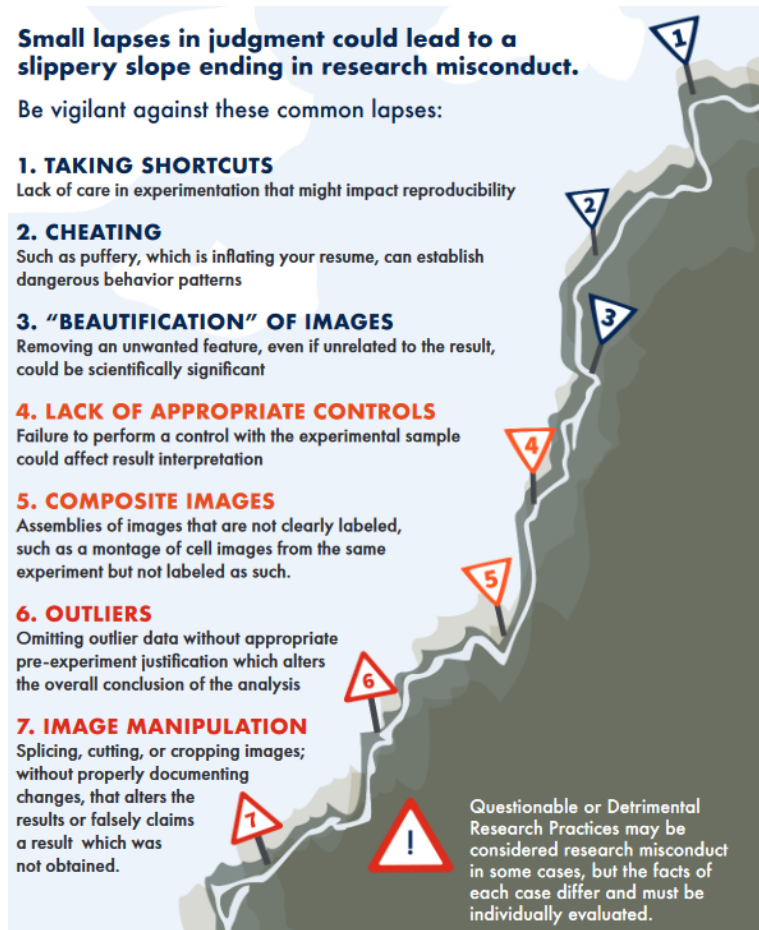 Small lapses in judgment could lead to a
slippery slope ending in research misconduct.
Be vigilant against these common lapses:
1. TAKING SHORTCUTS
Lack of care in experimentation that might impact reproducibility
2. CHEATING
Such as puffery, which is inflating your resume, can establish
dangerous behavior patterns
3. “BEAUTIFICATION” OF IMAGES
Removing an unwanted feature, even if unrelated to the result,
could be scientifically significant
4. LACK OF APPROPRIATE CONTROLS
Failure to perform a control with the experimental sample
could affect result interpretation
5. COMPOSITE IMAGES
Assemblies of images that are not clearly labeled,
such as a montage of cell images from the same
experiment but not labeled as such.
6. OUTLIERS
Omitting outlier data without appropriate
pre-experiment justification which alters
the overall conclusion of the analysis
7. IMAGE MANIPULATION
Splicing, cutting, or cropping images;
without properly documenting
changes, that alters the
results or falsely claims
a result which was
not obtained.
1
2
3
4
5
6
7
!
Questionable or Detrimental
Research Practices may be
considered research misconduct
in some cases, but the facts of
each case differ and must be
individually evaluated.